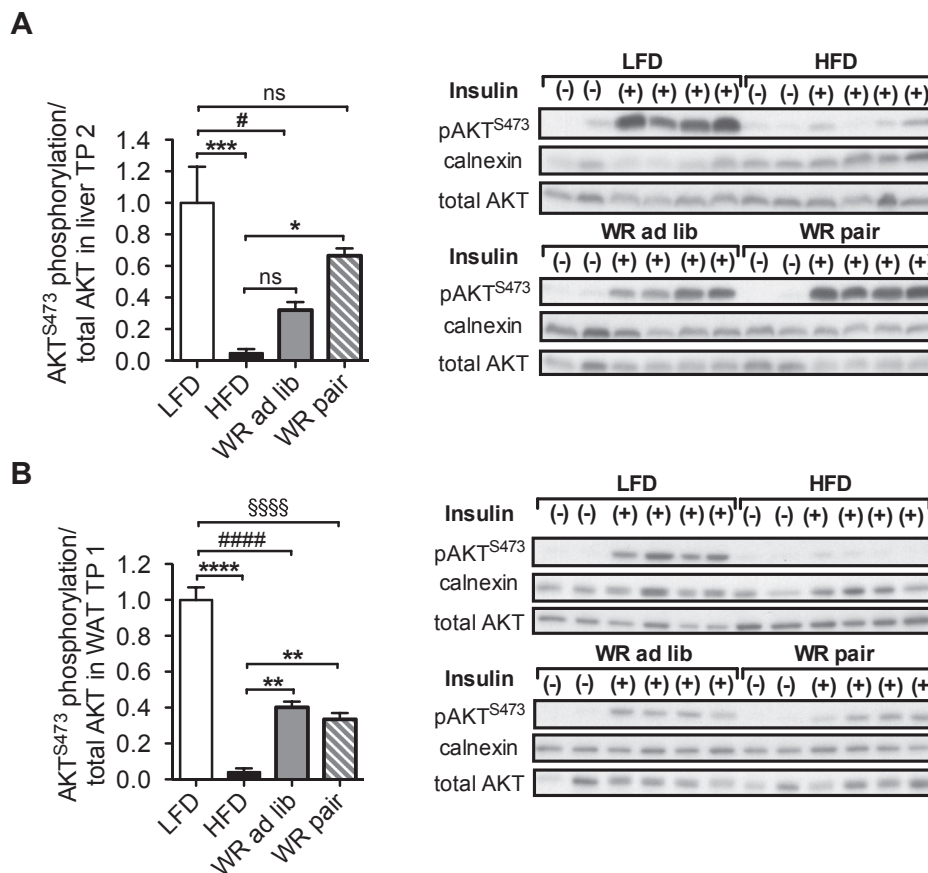 A
AKT^S473 phosphorylation/
total AKT in liver TP 2
ns
#
***
*
ns
1.4
1.2
1.0
0.8
0.6
0.4
0.2
0.0
LFD
HFD
WR ad lib
WR pair
LFD HFD
Insulin (-) (-) (+) (+) (+) (+) (-) (-) (+) (+) (+) (+)
pAKT^S473
calnexin
total AKT
WR ad lib WR pair
Insulin (-) (-) (+) (+) (+) (+) (-) (-) (+) (+) (+) (+)
pAKT^S473
calnexin
total AKT
B
AKT^S473 phosphorylation/
total AKT in WAT TP 1
§§§§
####
****
**
**
1.2
1.0
0.8
0.6
0.4
0.2
0.0
LFD
HFD
WR ad lib
WR pair
LFD HFD
Insulin (-) (-) (+) (+) (+) (+) (-) (-) (+) (+) (+) (+)
pAKT^S473
calnexin
total AKT
WR ad lib WR pair
Insulin (-) (-) (+) (+) (+) (+) (-) (-) (+) (+) (+) (+)
pAKT^S473
calnexin
total AKT